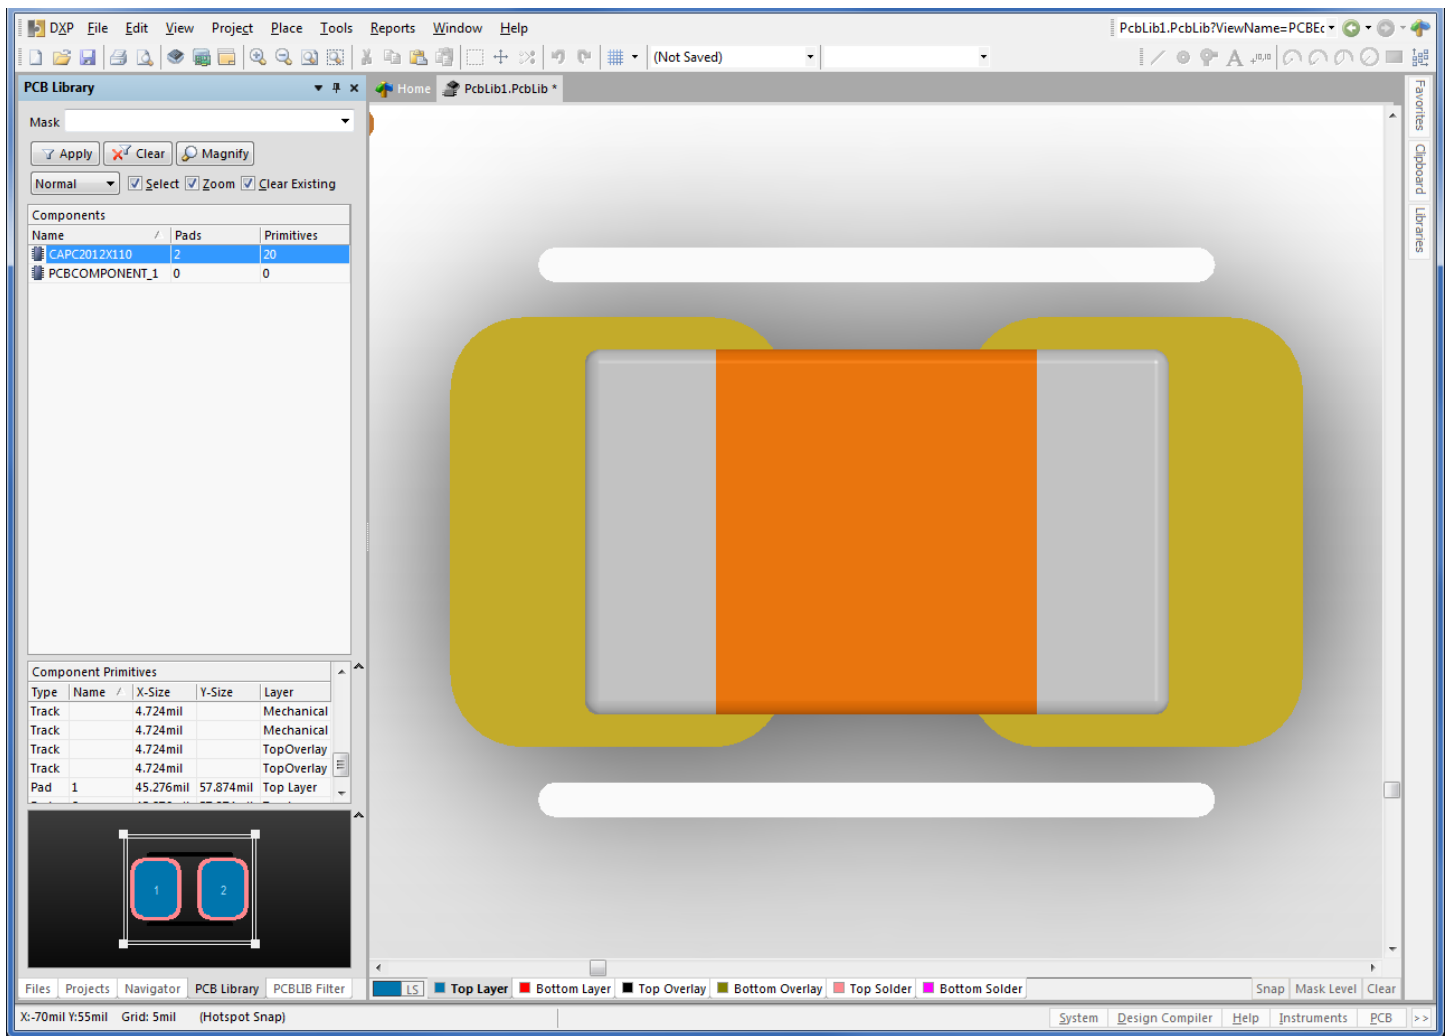 DXP File Edit View Project Place Tools Reports Window Help PcbLib1.PcbLib?ViewName=PCBEc
(Not Saved)
PCB Library
Home PcbLib1.PcbLib *
Mask
Apply Clear Magnify
Normal Select Zoom Clear Existing
Components
Name Pads Primitives
CAPC2012X110 2 20
PCBCOMPONENT_1 0 0
Component Primitives
Type Name X-Size Y-Size Layer
Track 4.724mil Mechanical
Track 4.724mil Mechanical
Track 4.724mil TopOverlay
Track 4.724mil TopOverlay
Pad 1 45.276mil 57.874mil Top Layer
1 2
Files Projects Navigator PCB Library PCBLIB Filter
LS Top Layer Bottom Layer Top Overlay Bottom Overlay Top Solder Bottom Solder Snap Mask Level Clear
X:-70mil Y:55mil Grid: 5mil (Hotspot Snap) System Design Compiler Help Instruments PCB >>
Favorites
Clipboard
Libraries